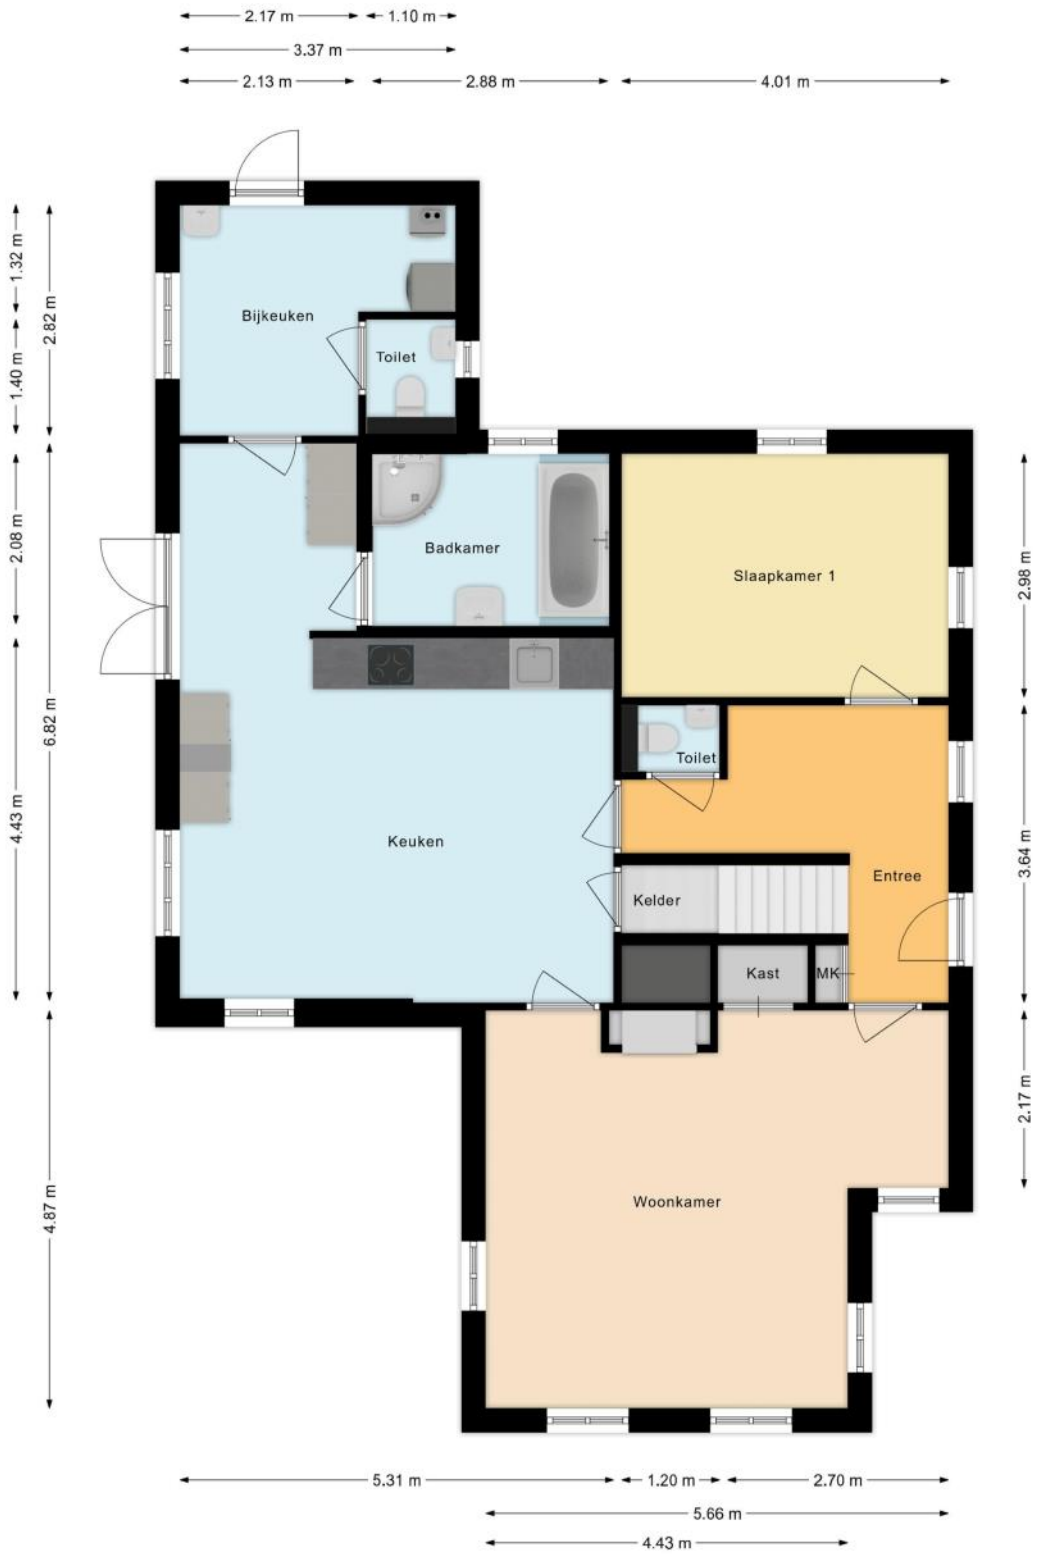 2.17 m
1.10 m
3.37 m
2.13 m
2.88 m
4.01 m
1.32 m
2.82 m
1.40 m
Bijkeuken
Toilet
2.08 m
Badkamer
Slaapkamer 1
2.98 m
6.82 m
4.43 m
Toilet
Keuken
3.64 m
Entree
Kelder
Kast
MK
2.17 m
4.87 m
Woonkamer
5.31 m
1.20 m
2.70 m
5.66 m
4.43 m